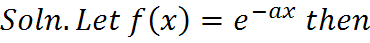 Soln. Let f(x) = e^{-ax} then